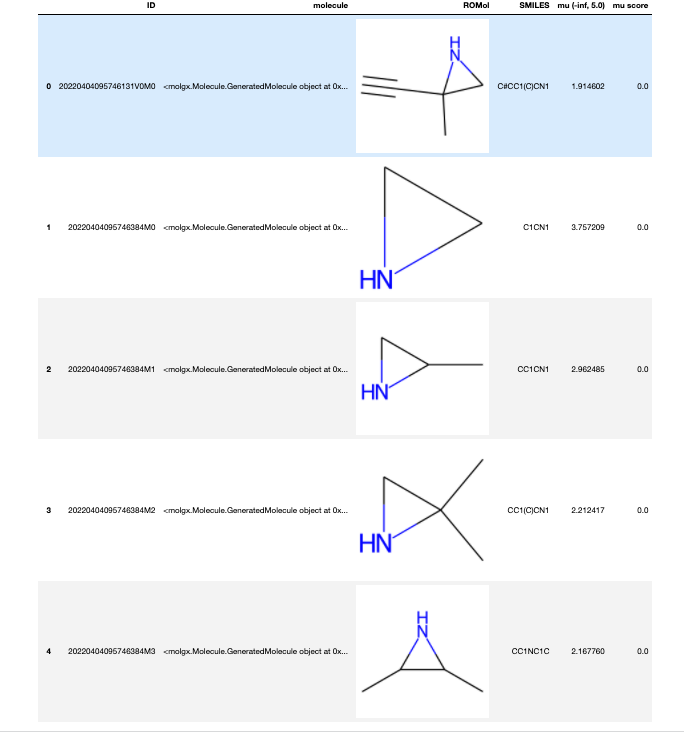 ID molecule ROMol SMILES mu (-inf, 5.0) mu score
H
N
0 20220404095746131V0M0 <molgx.Molecule.GeneratedMolecule object at 0x... C#CC1(C)CN1 1.914602 0.0
1 20220404095746384M0 <molgx.Molecule.GeneratedMolecule object at 0x... C1CN1 3.757209 0.0
HN
2 20220404095746384M1 <molgx.Molecule.GeneratedMolecule object at 0x... CC1CN1 2.962485 0.0
HN
3 20220404095746384M2 <molgx.Molecule.GeneratedMolecule object at 0x... CC1(C)CN1 2.212417 0.0
HN
H
N
4 20220404095746384M3 <molgx.Molecule.GeneratedMolecule object at 0x... CC1NC1C 2.167760 0.0